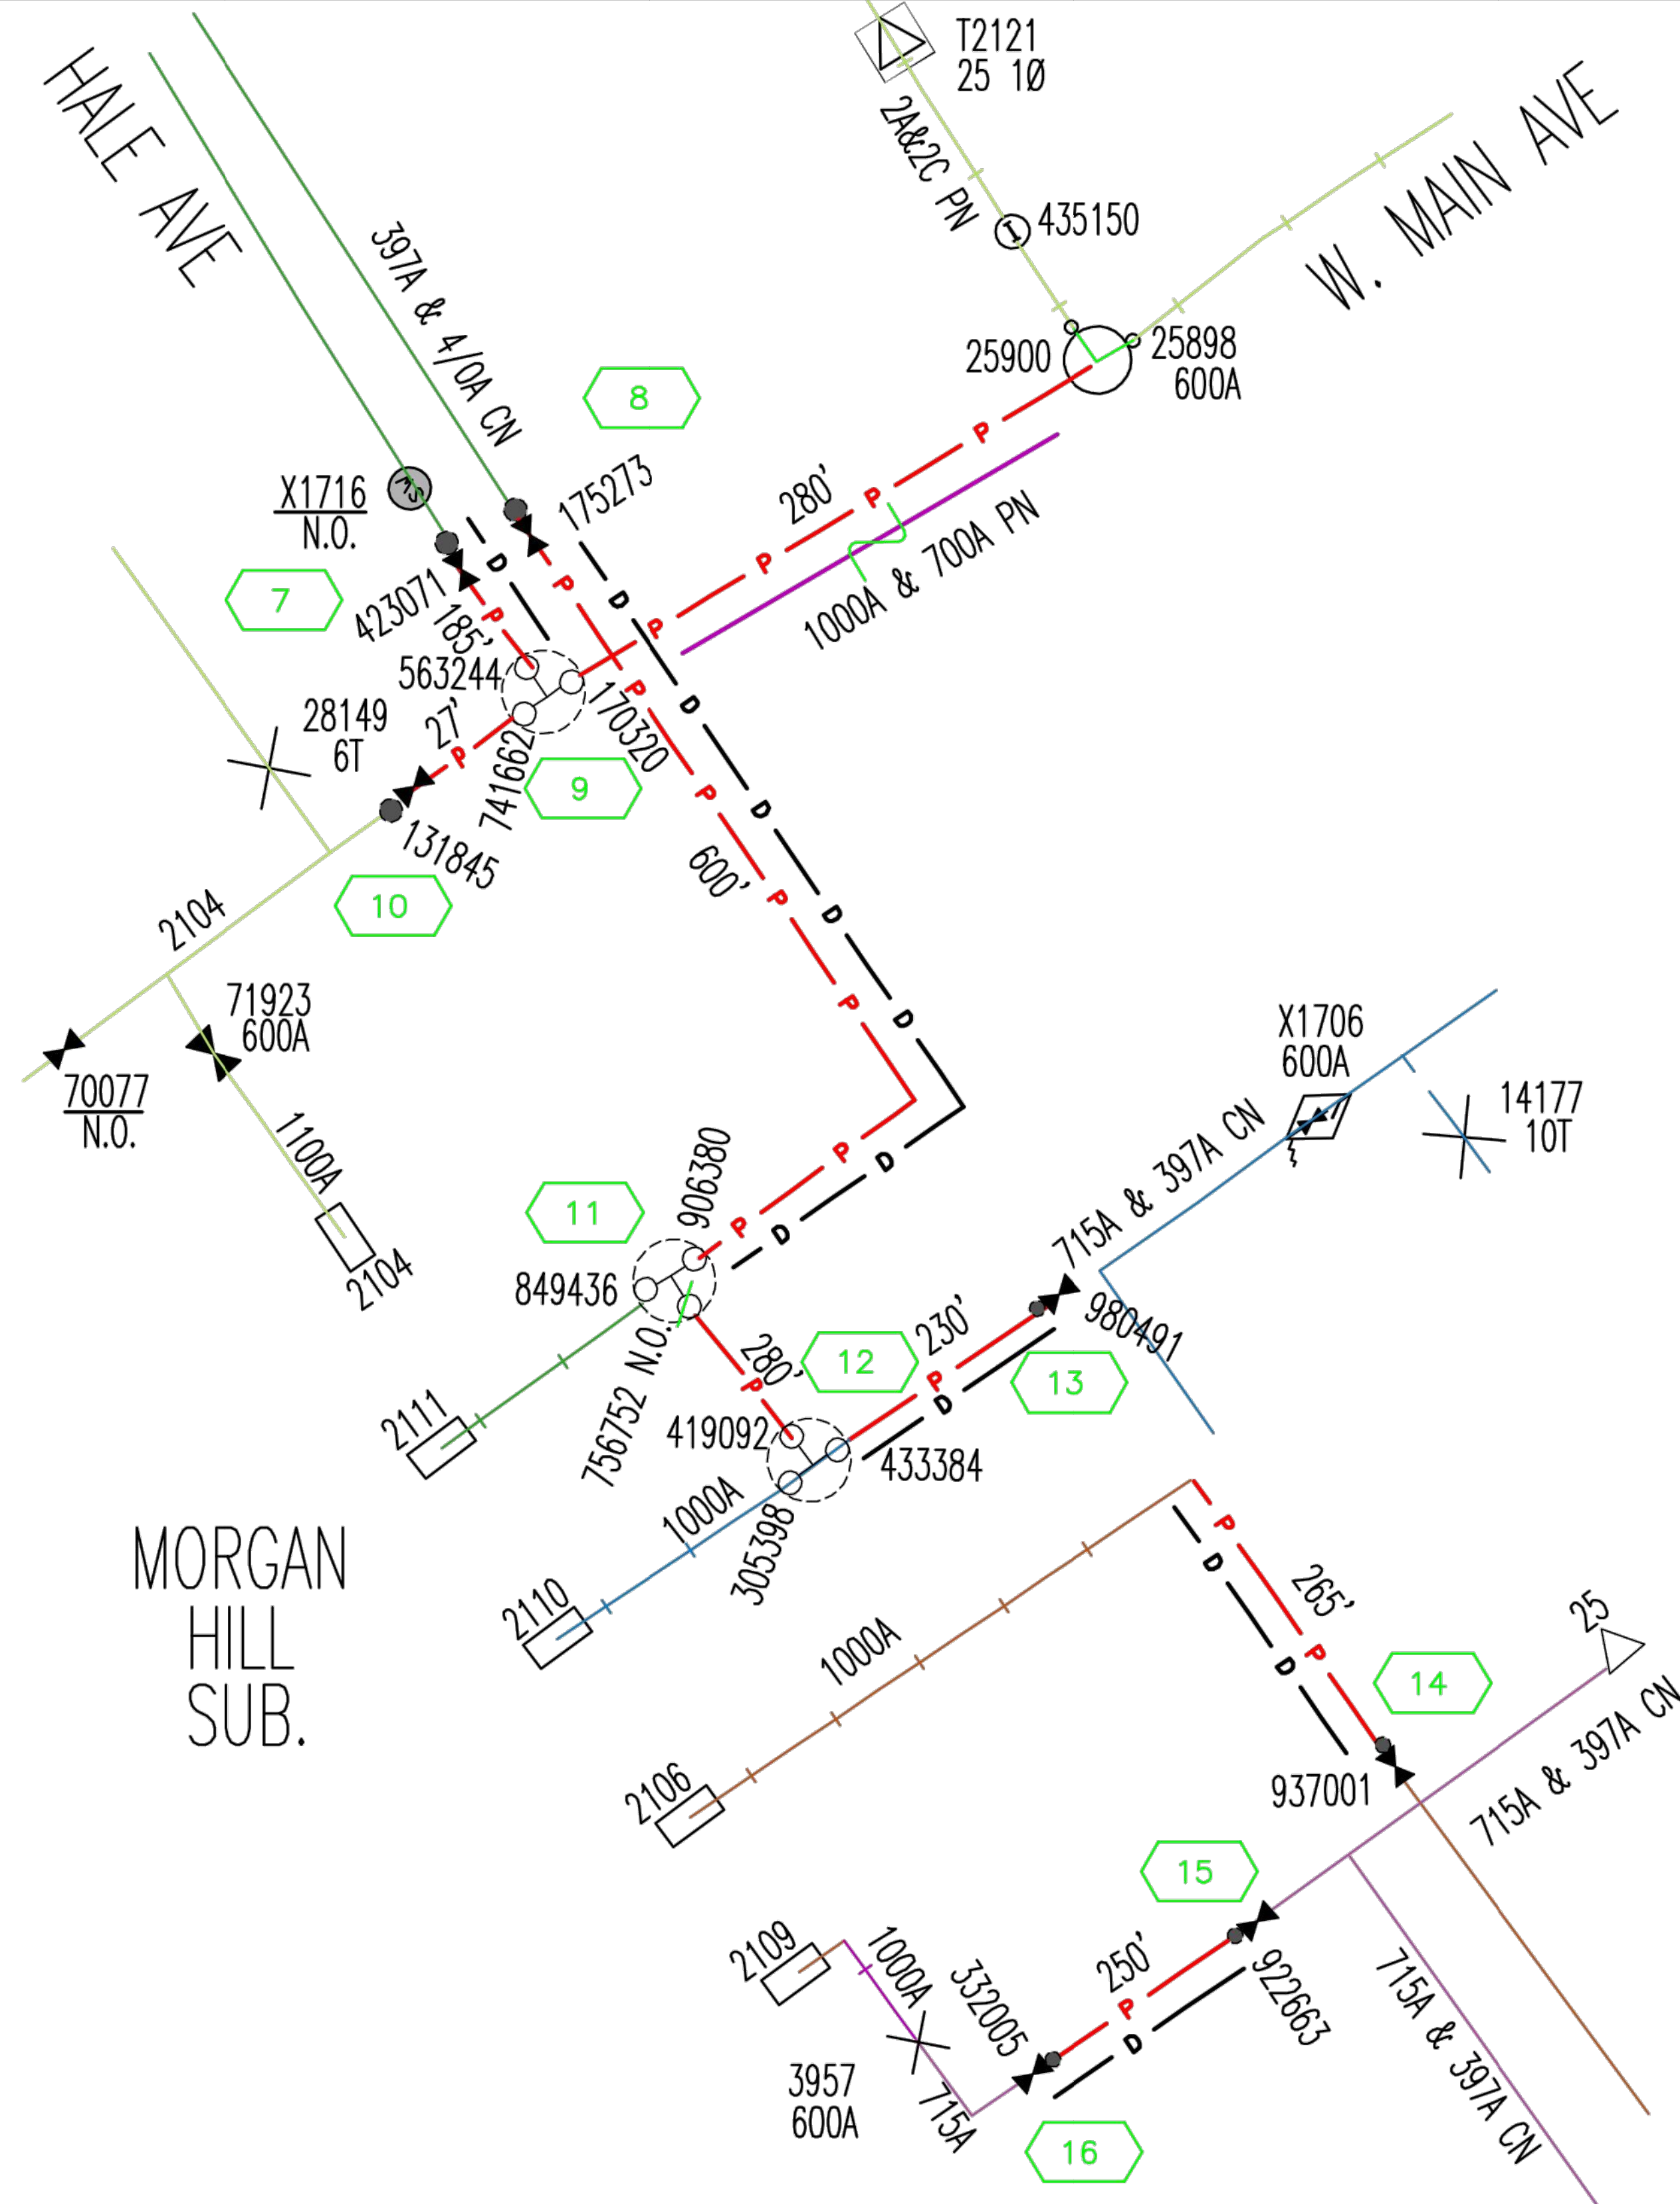 HALE AVE
T2121
25 1Ø
2A&2C PN
W. MAIN AVE
435150
397A & 4/0A CN
25900
25898
600A
8
X1716
N.O.
175273
280'
P
P
P
P
1000A & 700A PN
D
P
D
7
423071
P
185'
563244
28149
6T
27'
P
741662
170320
P
D
9
131845
P
D
10
600'
P
D
2104
P
D
71923
600A
70077
N.O.
1100A
2104
X1706
600A
14177
10T
P
D
906380
715A & 397A CN
11
P
D
849436
756752 N.O.
280'
P
12
230'
P
D
980491
13
2111
419092
433384
1000A
305398
2110
MORGAN
HILL
SUB.
P
D
265'
P
D
25
1000A
14
2106
937001
715A & 397A CN
15
2109
1000A
332005
250'
P
D
922663
715A & 397A CN
3957
600A
715A
16